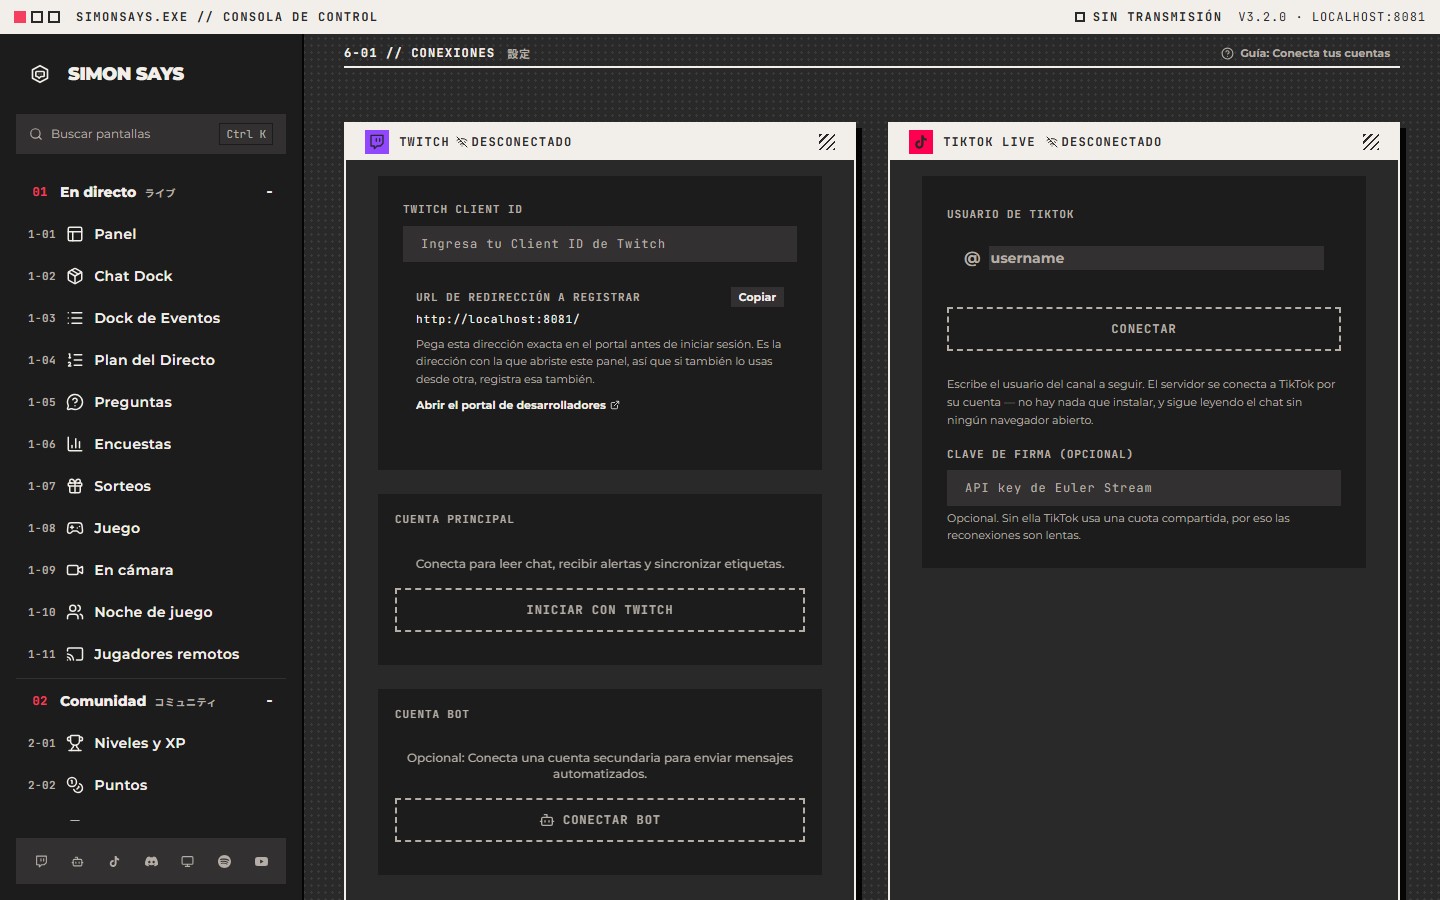 SIMONSAYS.EXE // CONSOLA DE CONTROL
SIN TRANSMISIÓN V3.2.0 · LOCALHOST:8081
SIMON SAYS
Buscar pantallas Ctrl K
01 En directo ライブ -
1-01 Panel
1-02 Chat Dock
1-03 Dock de Eventos
1-04 Plan del Directo
1-05 Preguntas
1-06 Encuestas
1-07 Sorteos
1-08 Juego
1-09 En cámara
1-10 Noche de juego
1-11 Jugadores remotos
02 Comunidad コミュニティ -
2-01 Niveles y XP
2-02 Puntos
6-01 // CONEXIONES 設定
Guía: Conecta tus cuentas
TWITCH DESCONECTADO
TWITCH CLIENT ID
Ingresa tu Client ID de Twitch
URL DE REDIRECCIÓN A REGISTRAR Copiar
http://localhost:8081/
Pega esta dirección exacta en el portal antes de iniciar sesión. Es la
dirección con la que abriste este panel, así que si también lo usas
desde otra, registra esa también.
Abrir el portal de desarrolladores
CUENTA PRINCIPAL
Conecta para leer chat, recibir alertas y sincronizar etiquetas.
INICIAR CON TWITCH
CUENTA BOT
Opcional: Conecta una cuenta secundaria para enviar mensajes
automatizados.
CONECTAR BOT
TIKTOK LIVE DESCONECTADO
USUARIO DE TIKTOK
@ username
CONECTAR
Escribe el usuario del canal a seguir. El servidor se conecta a TikTok por
su cuenta — no hay nada que instalar, y sigue leyendo el chat sin
ningún navegador abierto.
CLAVE DE FIRMA (OPCIONAL)
API key de Euler Stream
Opcional. Sin ella TikTok usa una cuota compartida, por eso las
reconexiones son lentas.